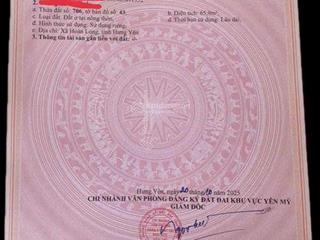 2.
a. Thửa đất số: 706, tờ bản đồ số: 43, b. Diện tích: 65,9m²
c. Loại đất: Đất ở tại nông thôn, d. Thời hạn sử dụng: Lâu dài
đ. Hình thức sử dụng: Sử dụng riêng,
e. Địa chỉ: Xã Hoàn Long, tỉnh Hưng Yên
3. Thông tin tài sản gắn liền với đất:
Hưng Yên, ngày 20 tháng 10 năm 2025
CHI NHÁNH VĂN PHÒNG ĐĂNG KÝ ĐẤT ĐAI KHU VỰC YÊN MỸ
GIÁM ĐỐC